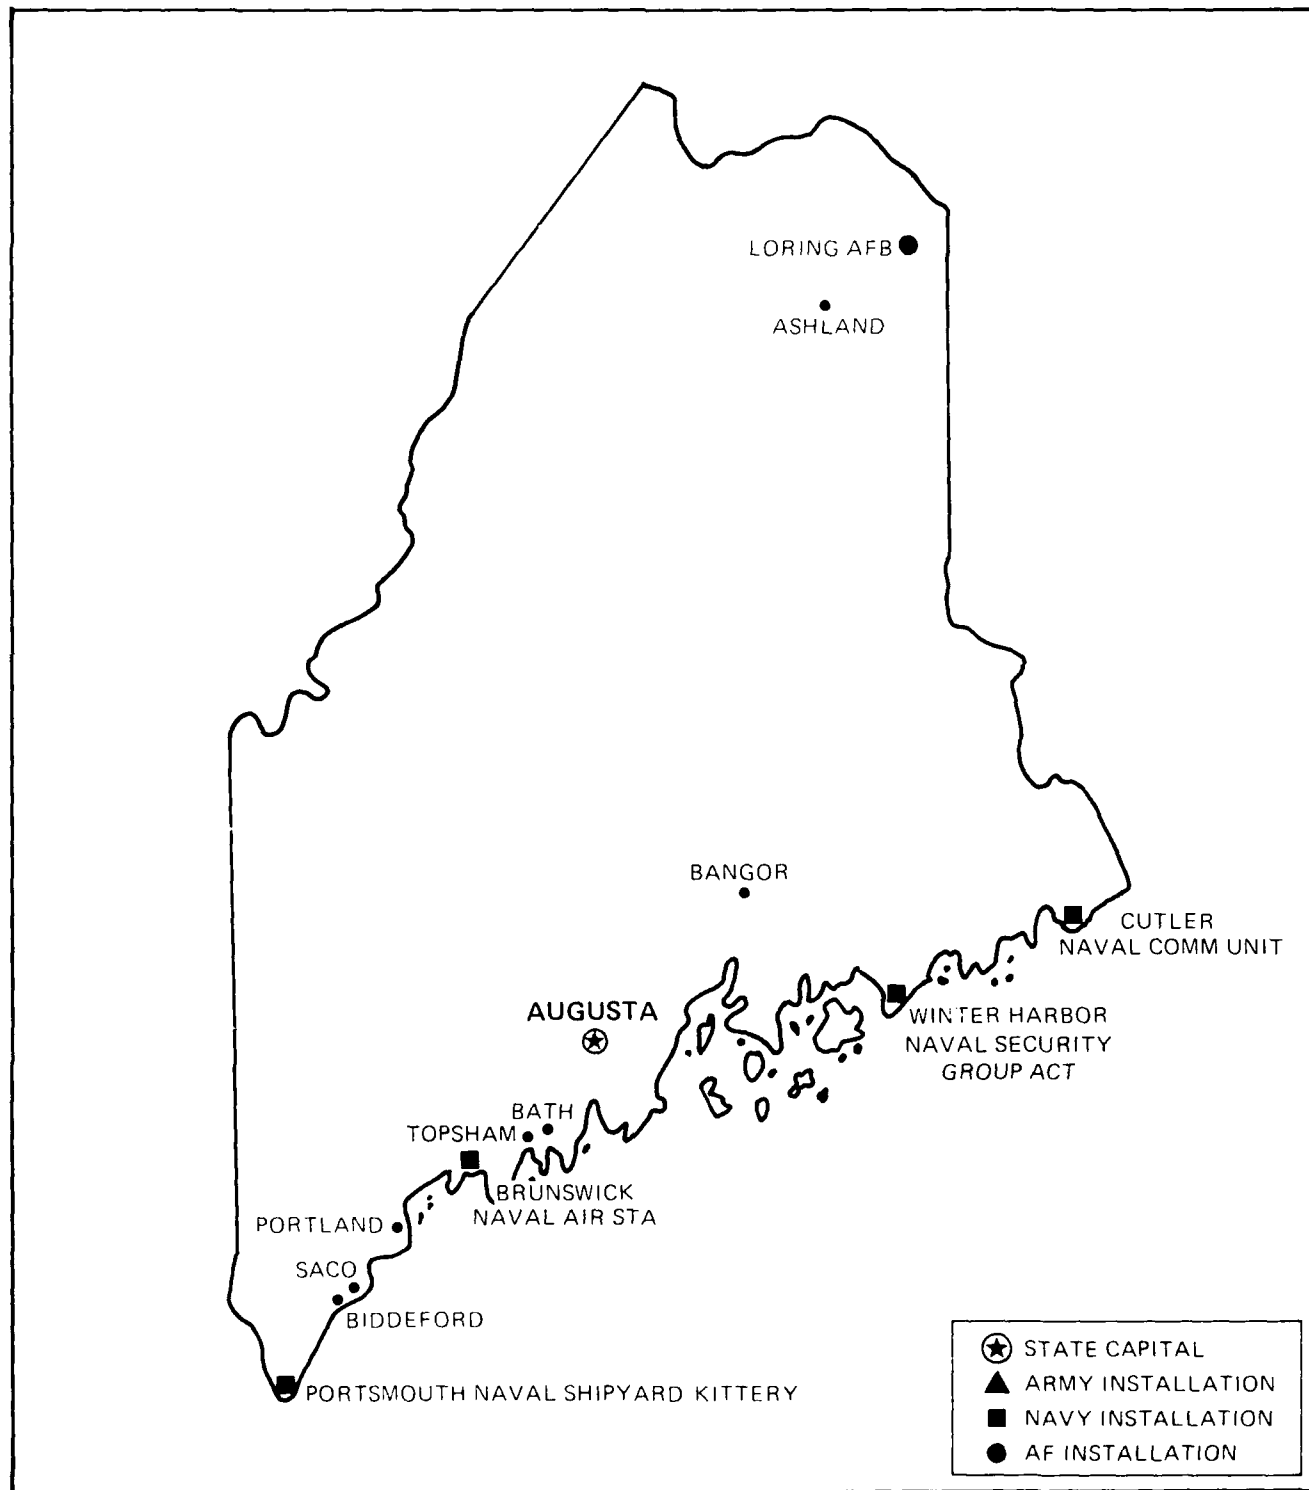 LORING AFB
ASHLAND
BANGOR
CUTLER
NAVAL COMM UNIT
AUGUSTA
WINTER HARBOR
NAVAL SECURITY
GROUP ACT
BATH
TOPSHAM
BRUNSWICK
NAVAL AIR STA
PORTLAND
SACO
BIDDEFORD
PORTSMOUTH NAVAL SHIPYARD KITTERY
STATE CAPITAL
ARMY INSTALLATION
NAVY INSTALLATION
AF INSTALLATION